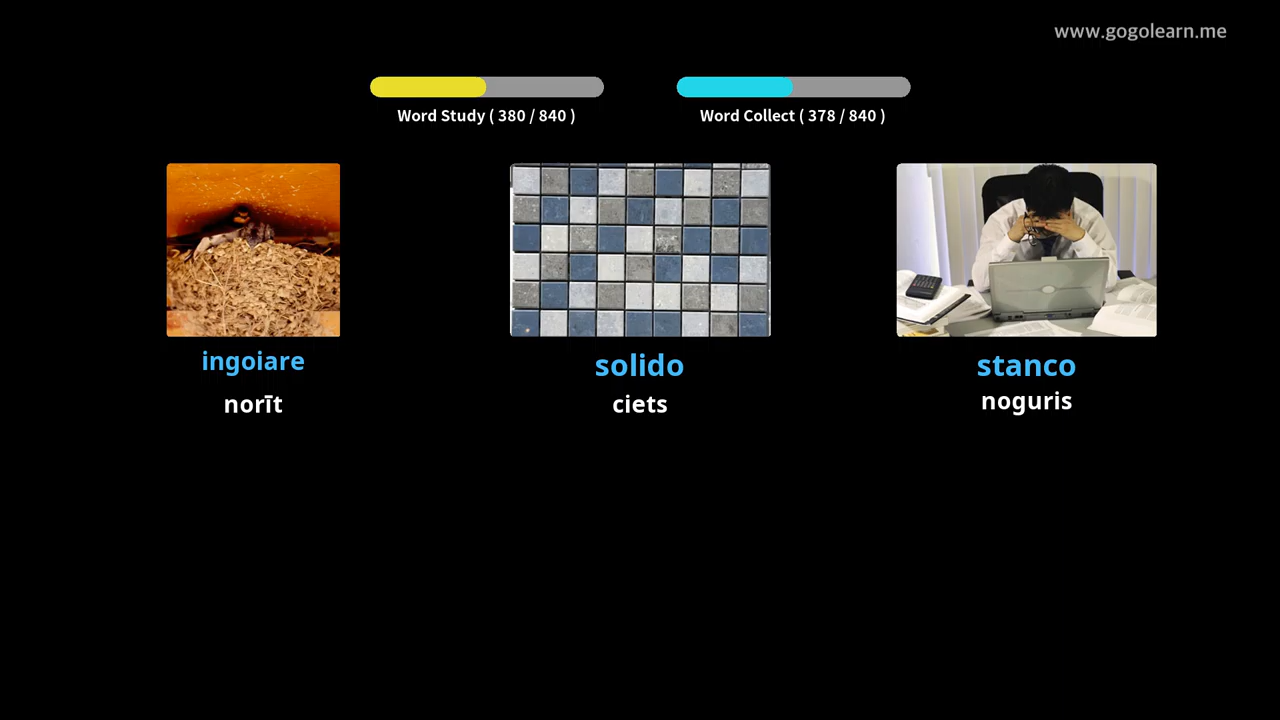 www.gogolearn.me
Word Study ( 380 / 840 )
Word Collect ( 378 / 840 )
ingoiare
norīt
solido
ciets
stanco
noguris